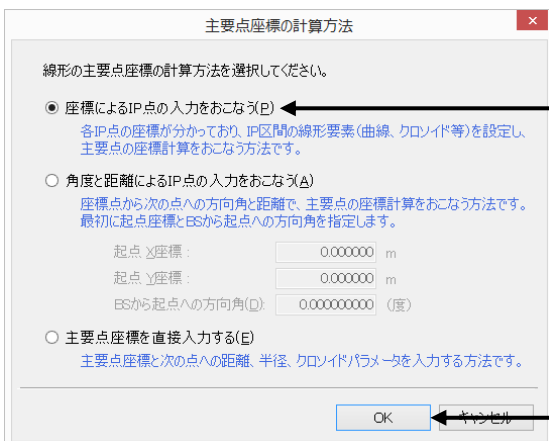 主要点座標の計算方法
線形の主要点座標の計算方法を選択してください。
座標によるIP点の入力をおこなう(P)
各IP点の座標が分かっており、IP区間の線形要素(曲線、クロソイド等)を設定し、
主要点の座標計算をおこなう方法です。
角度と距離によるIP点の入力をおこなう(A)
座標点から次の点への方向角と距離で、主要点の座標計算をおこなう方法です。
最初に起点座標とBSから起点への方向角を指定します。
起点 X座標: 0.000000 m
起点 Y座標: 0.000000 m
BSから起点への方向角(D): 0.000000000 (度)
主要点座標を直接入力する(E)
主要点座標と次の点への距離、半径、クロソイドパラメータを入力する方法です。
OK キャンセル